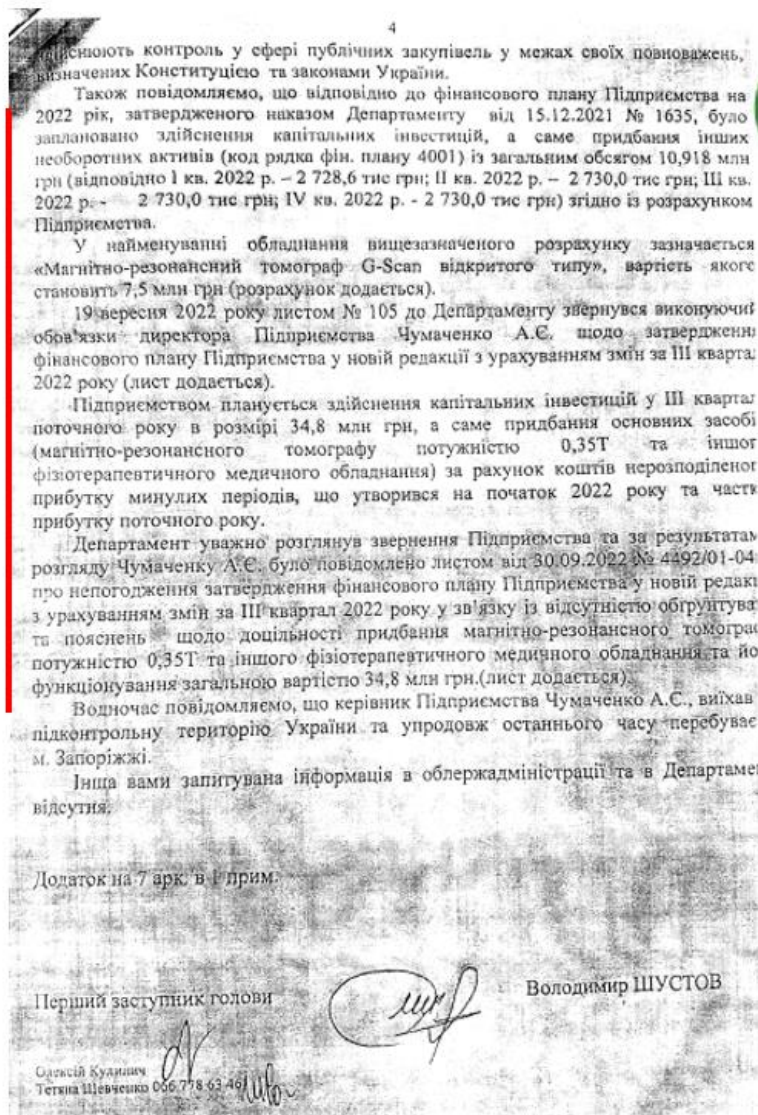 4
здійснюють контроль у сфері публічних закупівель у межах своїх повноважень,
визначених Конституцією та законами України.
Також повідомляємо, що відповідно до фінансового плану Підприємства на
2022 рік, затвердженого наказом Департаменту від 15.12.2021 № 1635, було
заплановано здійснення капітальних інвестицій, а саме придбання інших
необоротних активів (код рядка фін. плану 4001) із загальним обсягом 10,918 млн
грн (відповідно І кв. 2022 р. – 2 728,6 тис грн; ІІ кв. 2022 р. – 2 730,0 тис грн; ІІІ кв.
2022 р. - 2 730,0 тис грн; IV кв. 2022 р. - 2 730,0 тис грн) згідно із розрахунком
Підприємства.
У найменуванні обладнання вищезазначеного розрахунку зазначається
«Магнітно-резонансний томограф G-Scan відкритого типу», вартість якого
становить 7,5 млн грн (розрахунок додається).
19 вересня 2022 року листом № 105 до Департаменту звернувся виконуючий
обов'язки директора Підприємства Чумаченко А.Є. щодо затвердженн
фінансового плану Підприємства у новій редакції з урахуванням змін за ІІІ кварта
2022 року (лист додається).
Підприємством планується здійснення капітальних інвестицій у ІІІ квартал
поточного року в розмірі 34,8 млн грн, а саме придбання основних засобі
(магнітно-резонансного томографу потужністю 0,35Т та іншог
фізіотерапевтичного медичного обладнання) за рахунок коштів нерозподіленог
прибутку минулих періодів, що утворився на початок 2022 року та част
прибутку поточного року.
Департамент уважно розглянув звернення Підприємства та за результатам
розгляду Чумаченку А.Є. було повідомлено листом від 30.09.2022 № 4492/01-04
про непогодження затвердження фінансового плану Підприємства у новій редакц
з урахуванням змін за ІІІ квартал 2022 року у зв'язку із відсутністю обґрунтува
та пояснень щодо доцільності придбання магнітно-резонансного томограф
потужністю 0,35Т та іншого фізіотерапевтичного медичного обладнання та йо
функціонування загальною вартістю 34,8 млн грн.(лист додається).
Водночас повідомляємо, що керівник Підприємства Чумаченко А.Є., виїхав
підконтрольну територію України та упродовж останнього часу перебуває
м. Запоріжжі.
Інша вами запитувана інформація в облержадміністрації та в Департамен
відсутня.
Додаток на 7 арк. в 1 прим.
Перший заступник голови Володимир ШУСТОВ
Олексій Кулинич
Тетяна Шевченко 066 778 63 46